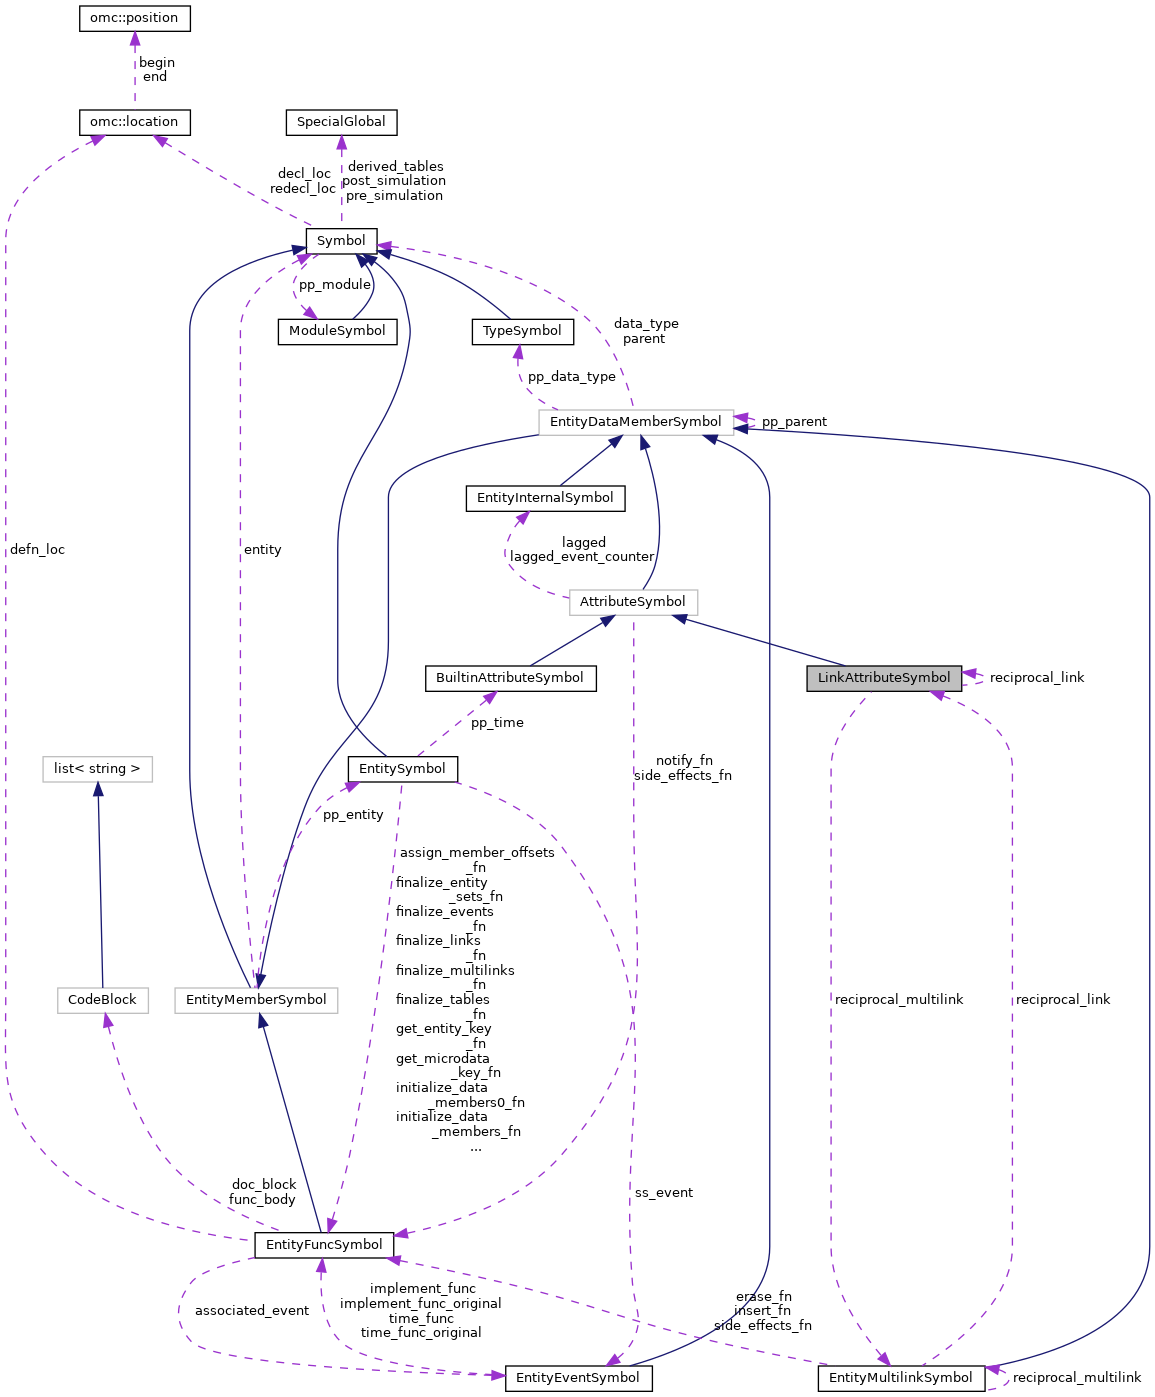 omc::position
begin
end
omc::location
SpecialGlobal
decl_loc
redecl_loc
derived_tables
post_simulation
pre_simulation
Symbol
pp_module
ModuleSymbol
TypeSymbol
data_type
parent
pp_data_type
EntityDataMemberSymbol
pp_parent
EntityInternalSymbol
defn_loc
entity
lagged
lagged_event_counter
AttributeSymbol
BuiltinAttributeSymbol
LinkAttributeSymbol
reciprocal_link
pp_time
list< string >
EntitySymbol
notify_fn
side_effects_fn
pp_entity
assign_member_offsets
_fn
finalize_entity
_sets_fn
finalize_events
_fn
finalize_links
_fn
finalize_multilinks
_fn
finalize_tables
_fn
get_entity_key
_fn
get_microdata
_key_fn
initialize_data
_members0_fn
initialize_data
_members_fn
...
CodeBlock
EntityMemberSymbol
reciprocal_multilink
reciprocal_link
doc_block
func_body
ss_event
EntityFuncSymbol
associated_event
implement_func
implement_func_original
time_func
time_func_original
erase_fn
insert_fn
side_effects_fn
EntityEventSymbol
EntityMultilinkSymbol
reciprocal_multilink